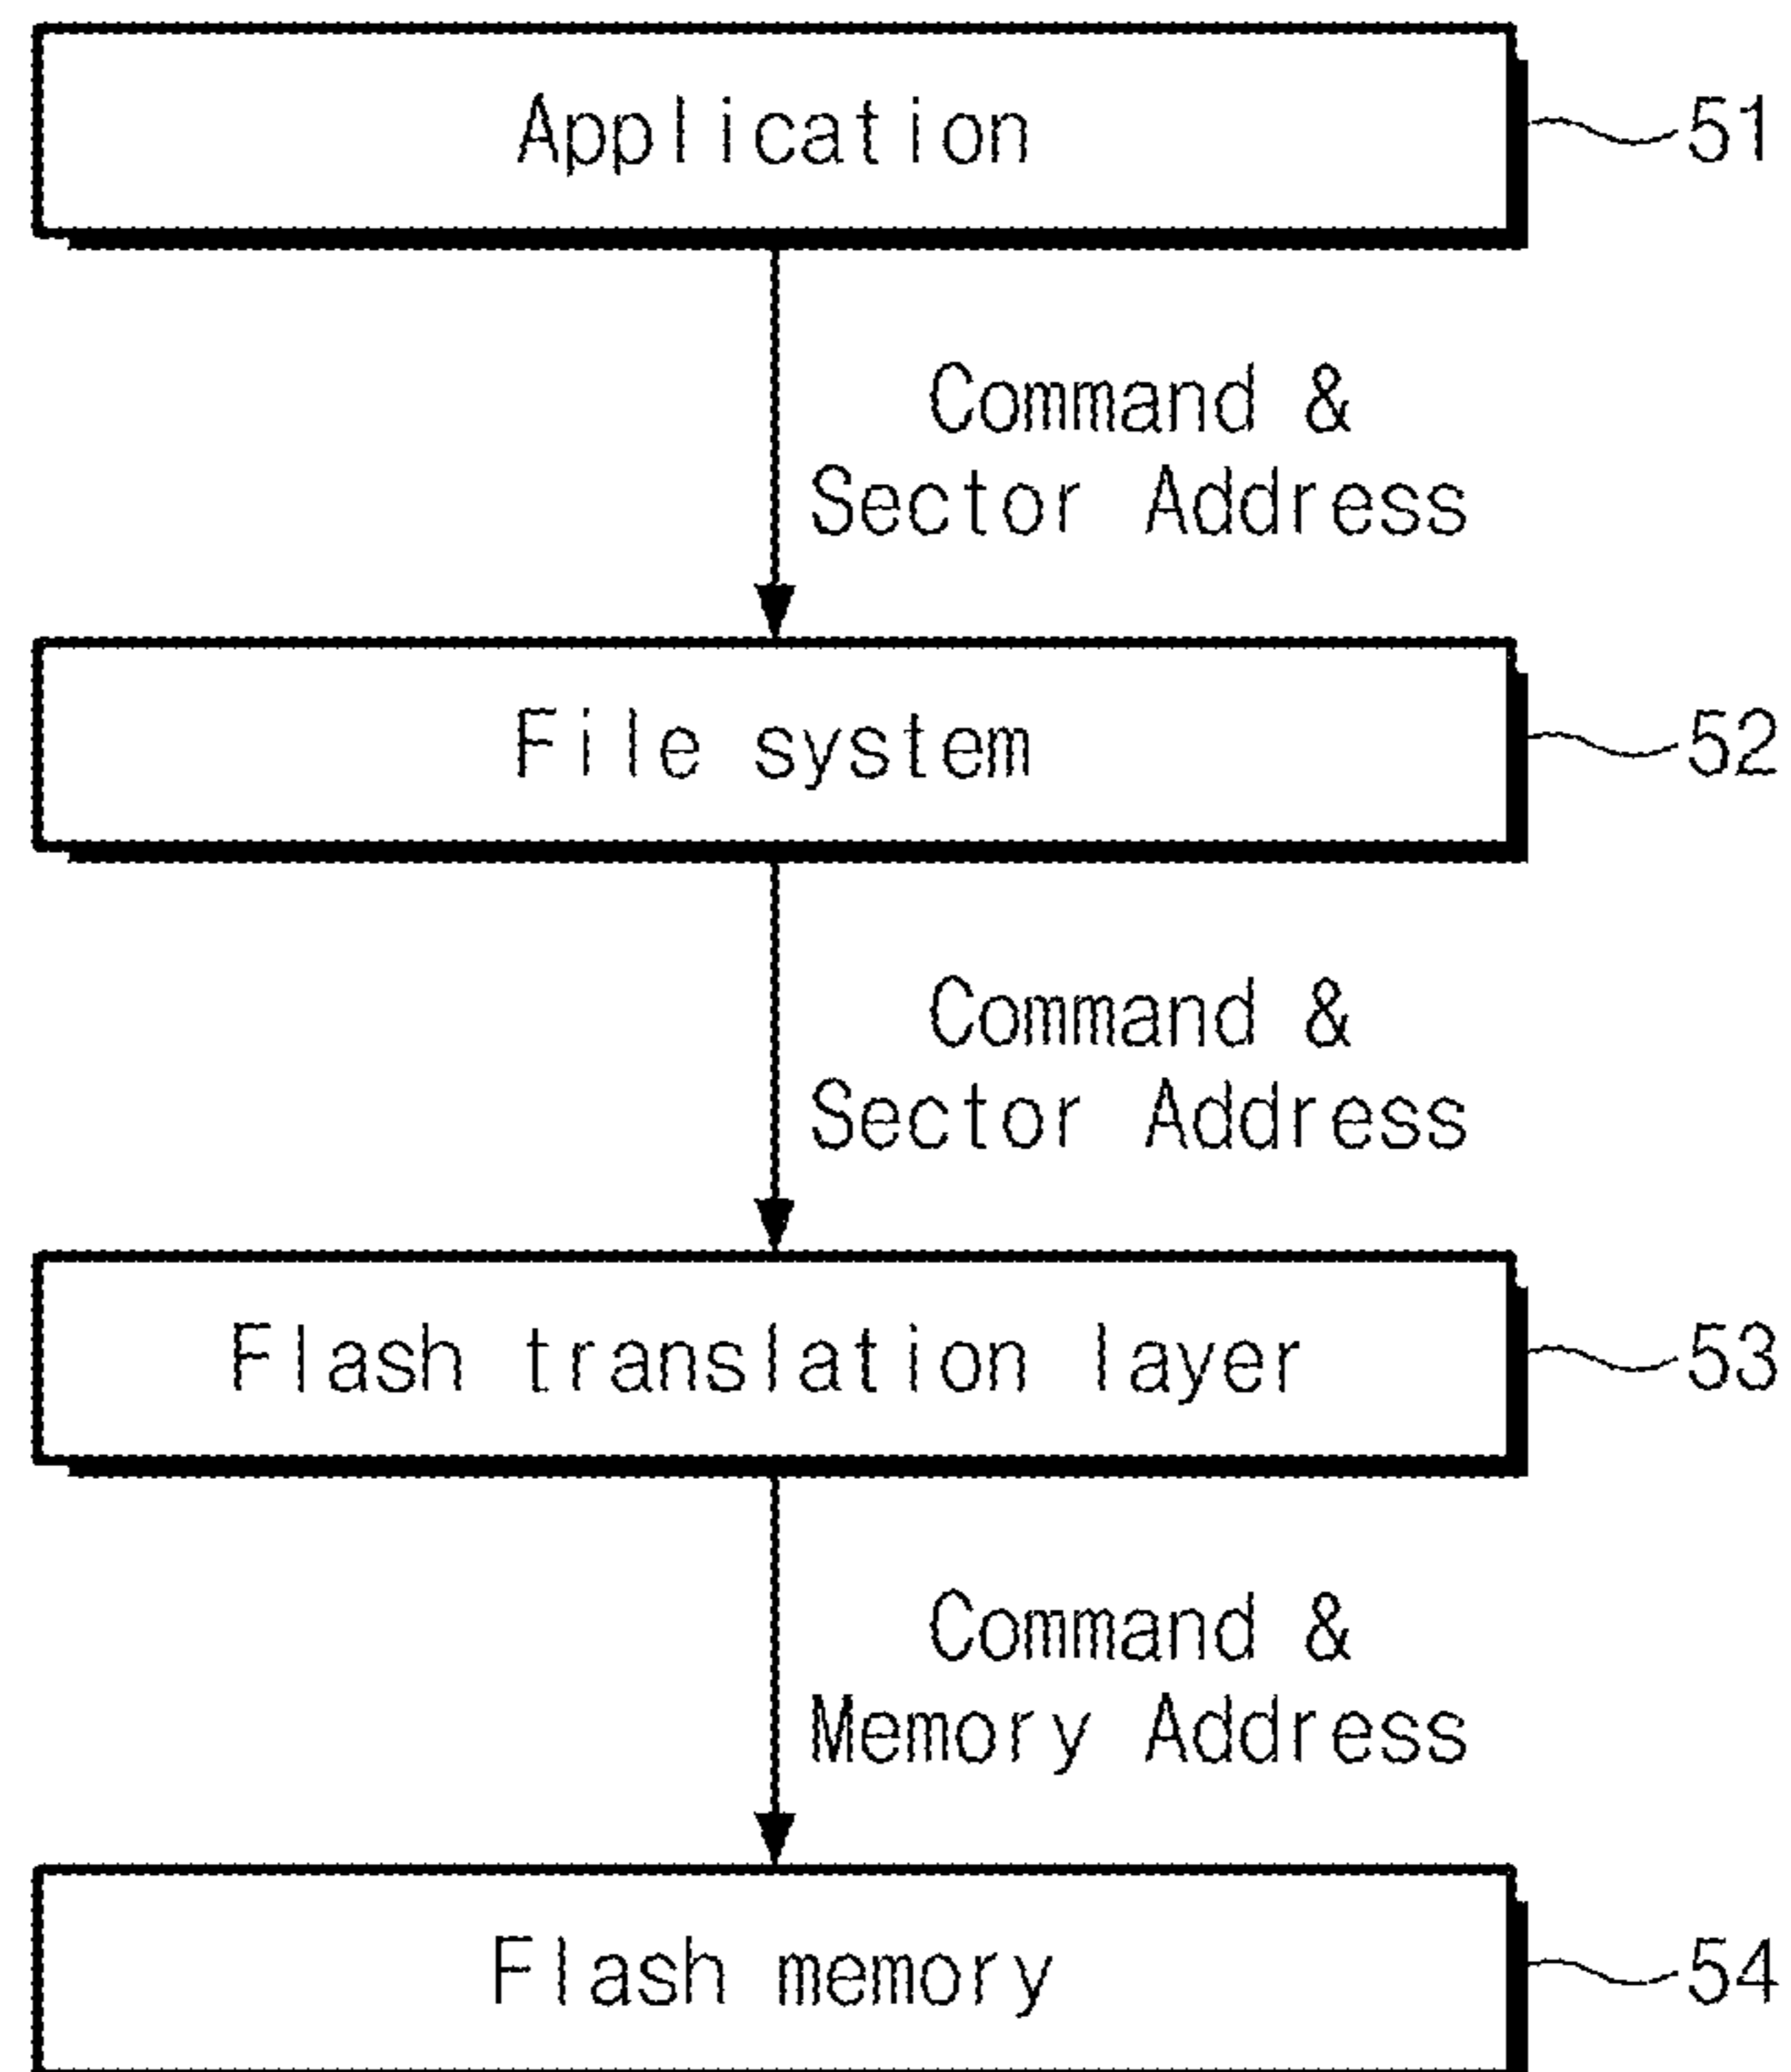 Application
51
Command &
Sector Address
File system
52
Command &
Sector Address
Flash translation layer
53
Command &
Memory Address
Flash memory
54